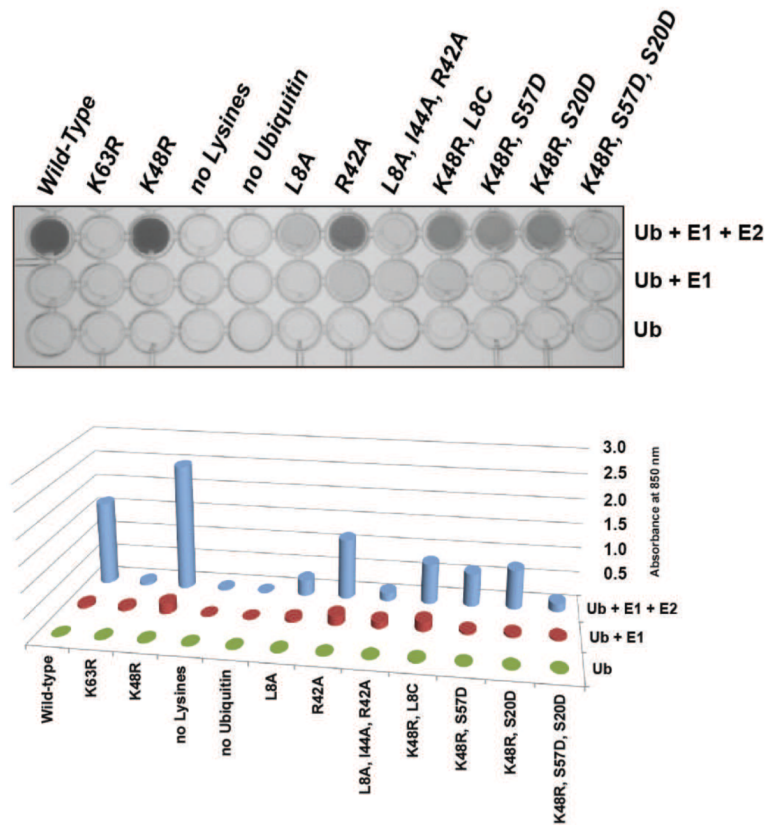 Wild-Type
K63R
K48R
no Lysines
no Ubiquitin
L8A
R42A
L8A, I44A, R42A
K48R, L8C
K48R, S57D
K48R, S20D
K48R, S57D, S20D
Ub + E1 + E2
Ub + E1
Ub
3.0
2.5
2.0
1.5
1.0
0.5
Absorbance at 850 nm
Ub + E1 + E2
Ub + E1
Ub
Wild-type
K63R
K48R
no Lysines
no Ubiquitin
L8A
R42A
L8A, I44A, R42A
K48R, L8C
K48R, S57D
K48R, S20D
K48R, S57D, S20D